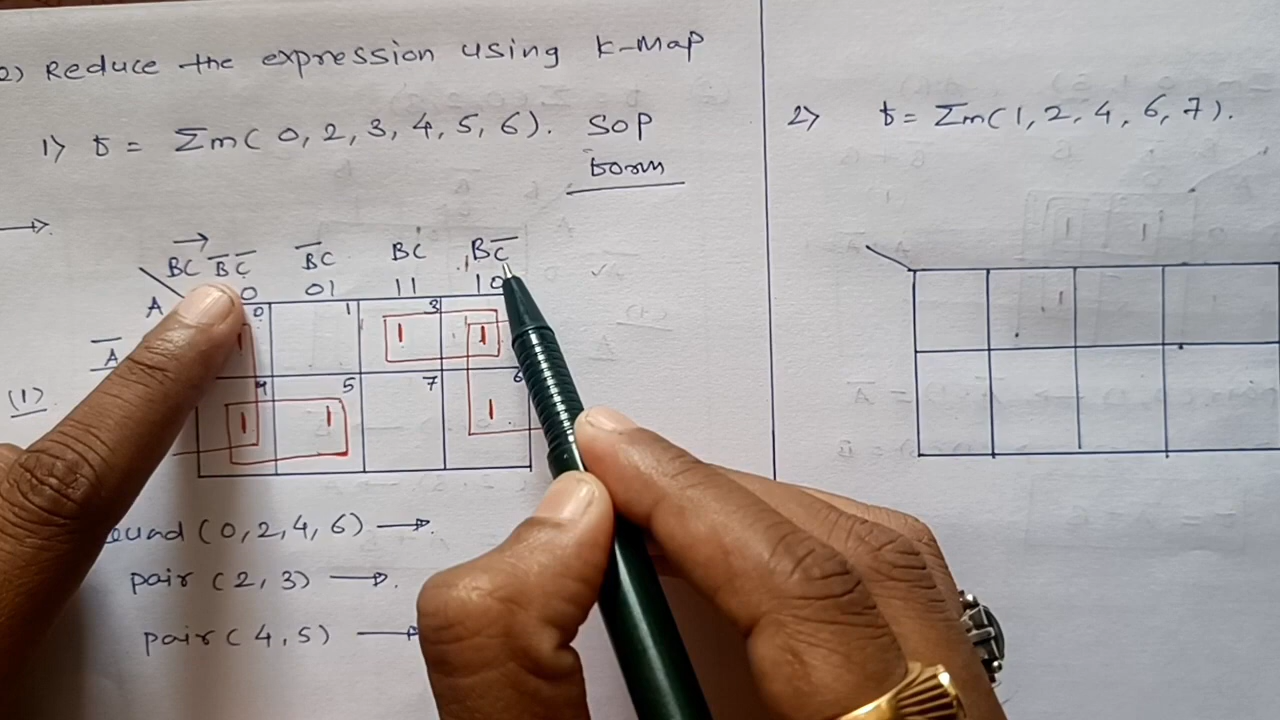 2) Reduce the expression using K-Map
1) f = Σm( 0, 2, 3, 4, 5, 6 ). SOP
form
BC B̅C̅ B̅C BC BC̅
A 0 01 11 10
0 1 3
A̅ 1 1 1
(1) 4 5 7 6
1 1 1
quad (0, 2, 4, 6) →
pair (2, 3) →
pair (4, 5) →
2) f = Σm( 1, 2, 4, 6, 7 ).